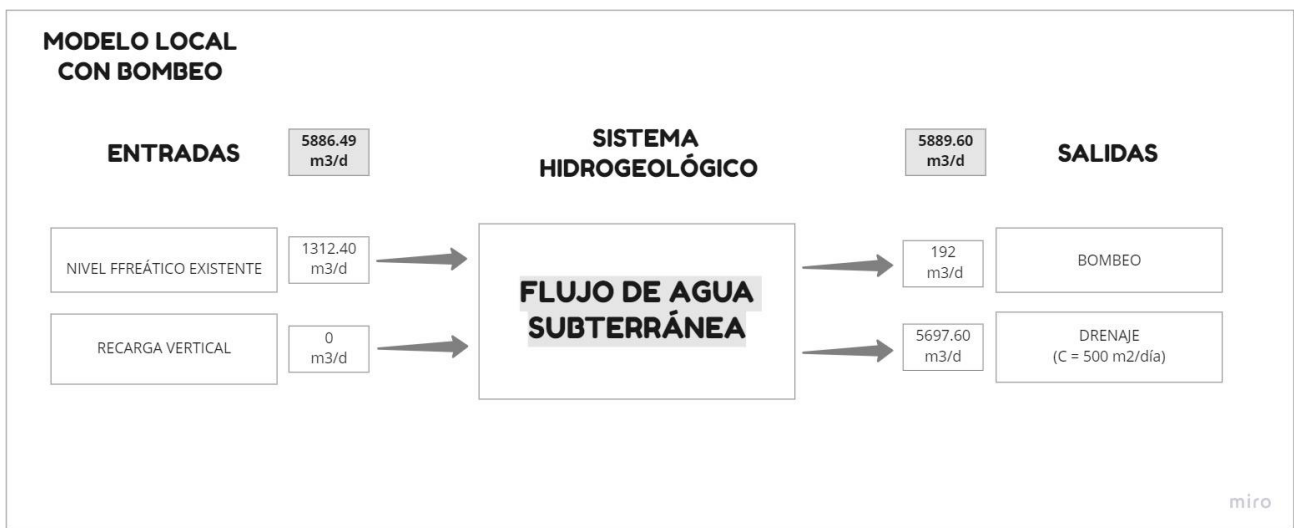 MODELO LOCAL
CON BOMBEO
ENTRADAS
5886.49
m3/d
SISTEMA
HIDROGEOLÓGICO
5889.60
m3/d
SALIDAS
NIVEL FFREÁTICO EXISTENTE
1312.40
m3/d
FLUJO DE AGUA
SUBTERRÁNEA
192
m3/d
BOMBEO
RECARGA VERTICAL
0
m3/d
5697.60
m3/d
DRENAJE
(C = 500 m2/día)
miro